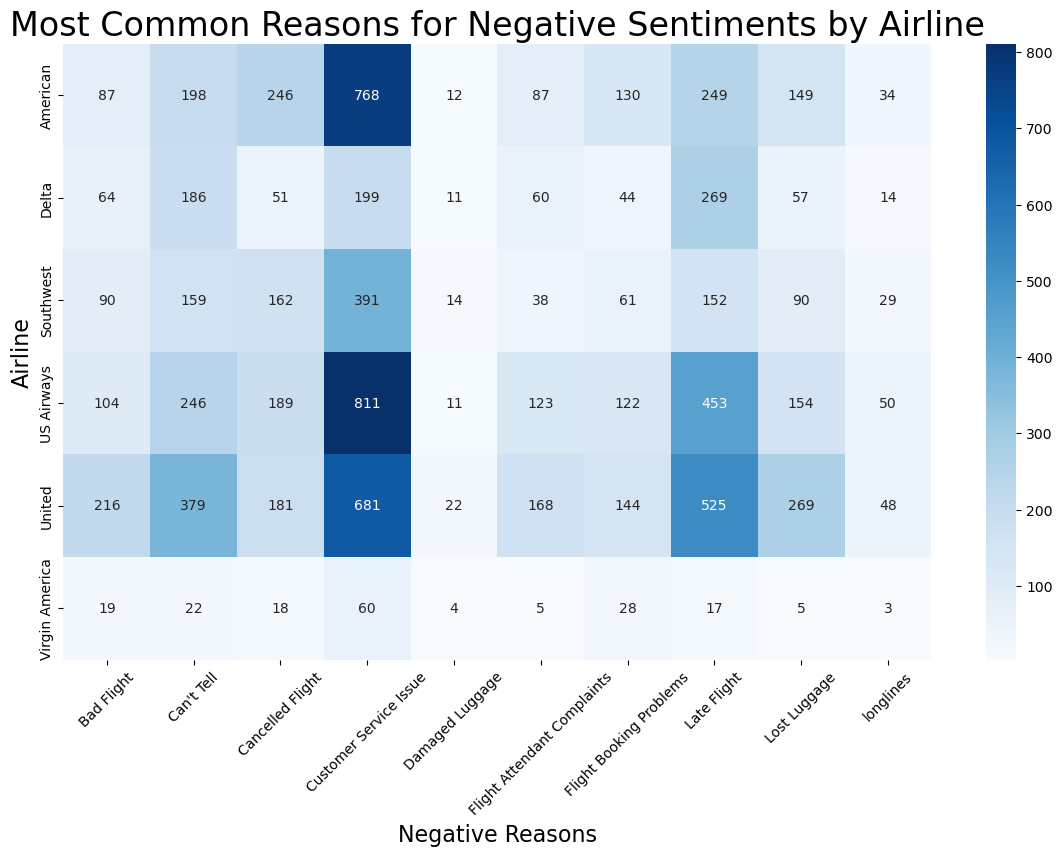 Most Common Reasons for Negative Sentiments by Airline
Airline
American 87 198 246 768 12 87 130 249 149 34
Delta 64 186 51 199 11 60 44 269 57 14
Southwest 90 159 162 391 14 38 61 152 90 29
US Airways 104 246 189 811 11 123 122 453 154 50
United 216 379 181 681 22 168 144 525 269 48
Virgin America 19 22 18 60 4 5 28 17 5 3
Bad Flight
Can't Tell
Cancelled Flight
Customer Service Issue
Damaged Luggage
Flight Attendant Complaints
Flight Booking Problems
Late Flight
Lost Luggage
longlines
Negative Reasons
800
700
600
500
400
300
200
100